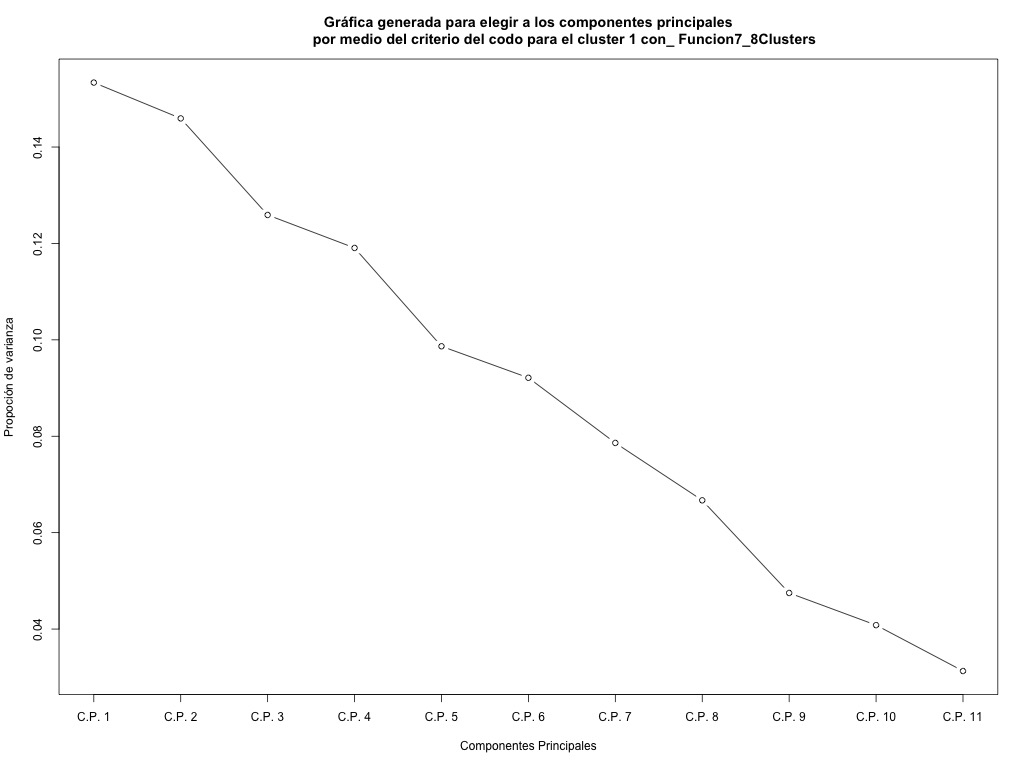 Gráfica generada para elegir a los componentes principales
por medio del criterio del codo para el cluster 1 con_ Funcion7_8Clusters
Propoción de varianza
0.14
0.12
0.10
0.08
0.06
0.04
C.P. 1 C.P. 2 C.P. 3 C.P. 4 C.P. 5 C.P. 6 C.P. 7 C.P. 8 C.P. 9 C.P. 10 C.P. 11
Componentes Principales